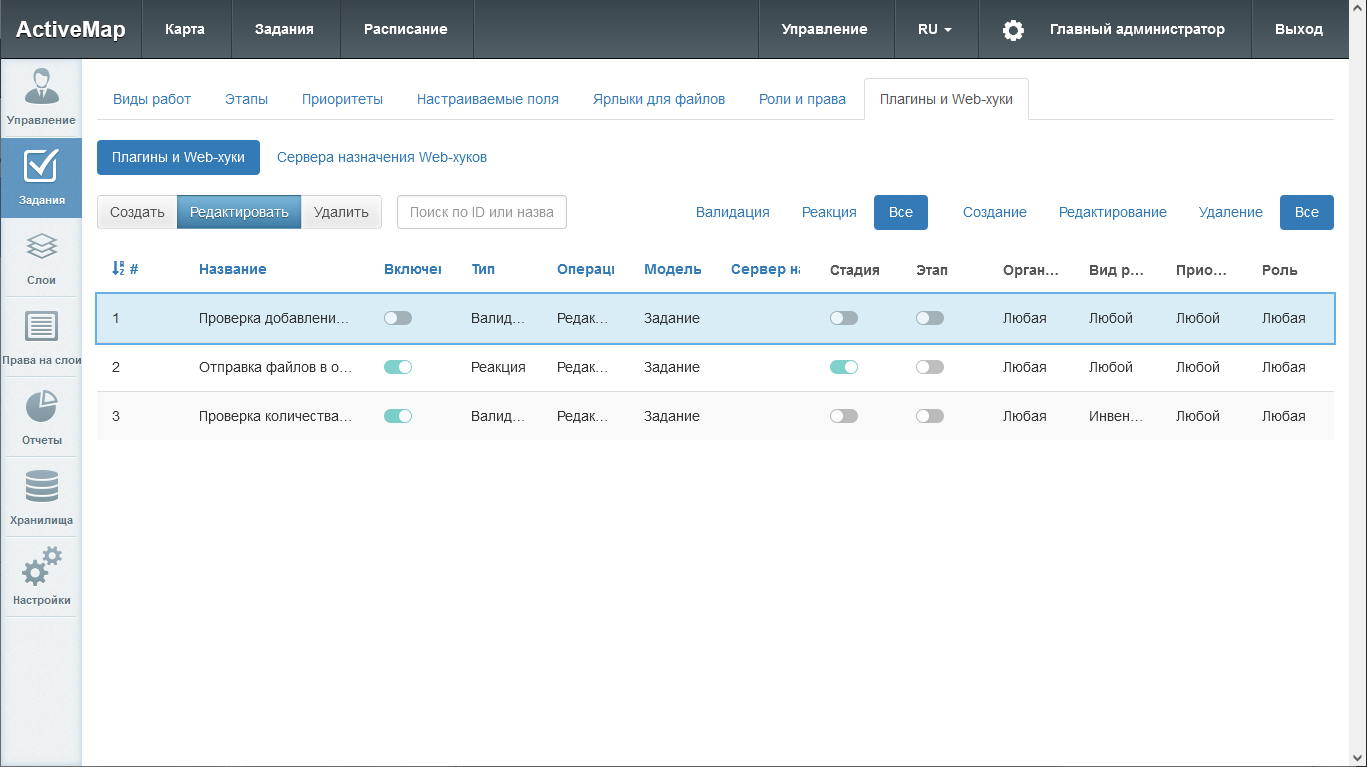 ActiveMap Карта Задания Расписание Управление RU Главный администратор Выход
Управление
Задания
Слои
Права на слои
Отчеты
Хранилища
Настройки
Виды работ Этапы Приоритеты Настраиваемые поля Ярлыки для файлов Роли и права Плагины и Web-хуки
Плагины и Web-хуки Сервера назначения Web-хуков
Создать Редактировать Удалить Поиск по ID или назва Валидация Реакция Все Создание Редактирование Удаление Все
# Название Включен Тип Операци Модель Сервер на Стадия Этап Орган... Вид р... Прио... Роль
1 Проверка добавлени... Валид... Редак... Задание Любая Любой Любой Любая
2 Отправка файлов в о... Реакция Редак... Задание Любая Любой Любой Любая
3 Проверка количества... Валид... Редак... Задание Любая Инвен... Любой Любая